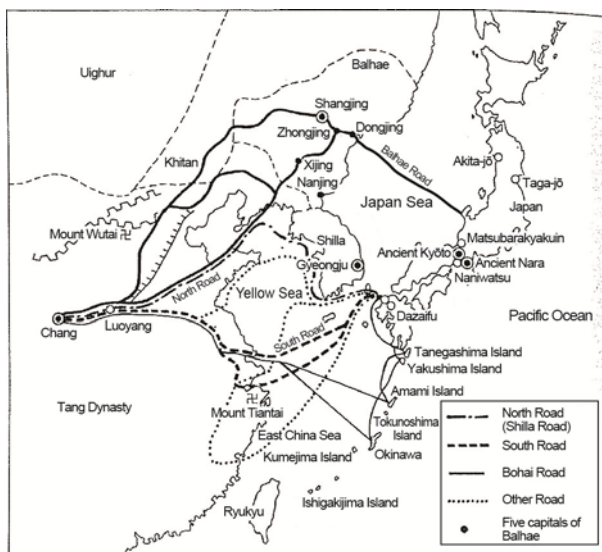 Uighur
Balhae
Shangjing
Zhongjing
Dongjing
Khitan
Xijing
Balhae Road
Akita-jō
Nanjing
Taga-jō
Japan Sea
Japan
Mount Wutai 卍
Matsubarakyakuin
Shilla
Ancient Kyōto
Gyeongju
Ancient Nara
North Road
Yellow Sea
Naniwatsu
Luoyang
Dazaifu
Chang
South Road
Pacific Ocean
Tanegashima Island
Yakushima Island
卍
Amami Island
Mount Tiantai
Tang Dynasty
Tokunoshima
Island
East China Sea
Kumejima Island
Okinawa
Ishigakijima Island
Ryukyu
North Road
(Shilla Road)
South Road
Bohai Road
Other Road
Five capitals of
Balhae